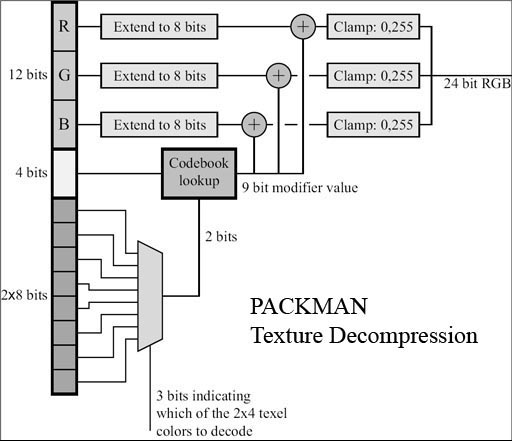 R
Extend to 8 bits
+
Clamp: 0,255
12 bits
G
Extend to 8 bits
+
Clamp: 0,255
24 bit RGB
B
Extend to 8 bits
+
Clamp: 0,255
4 bits
Codebook
lookup
9 bit modifier value
2 bits
2x8 bits
PACKMAN
Texture Decompression
3 bits indicating
which of the 2x4 texel
colors to decode